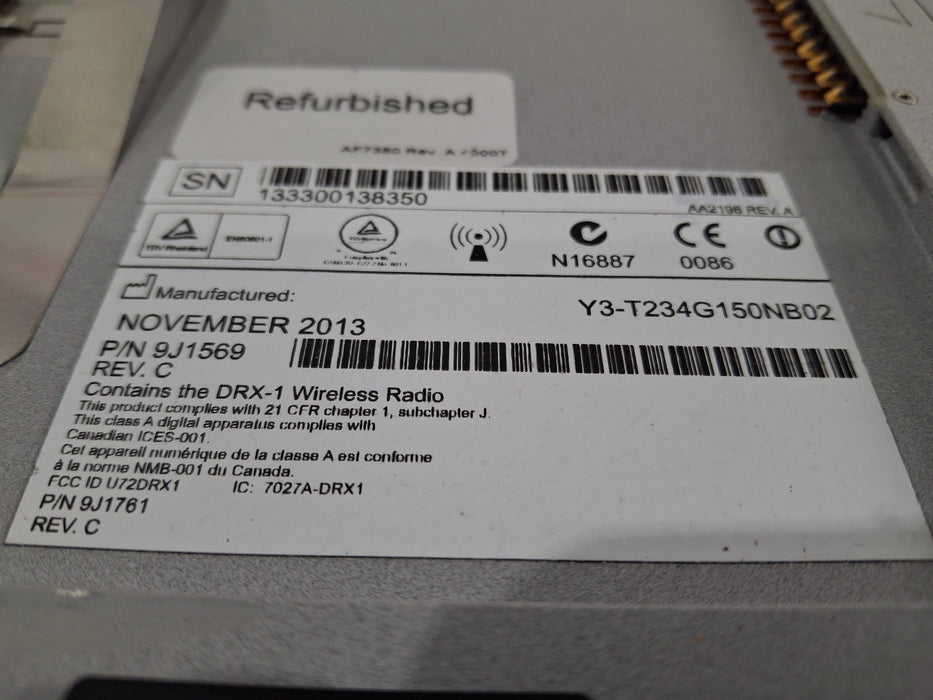 Refurbished
AF7380 Rev. A /500T
SN
133300138350
AA2198 REV. A
TÜV Rheinland
EN60601-1
N16887
CE
0086
Manufactured:
Y3-T234G150NB02
NOVEMBER 2013
P/N 9J1569
REV. C
Contains the DRX-1 Wireless Radio
This product complies with 21 CFR chapter 1, subchapter J.
This class A digital apparatus complies with
Canadian ICES-001.
Cet appareil numérique de la classe A est conforme
à la norme NMB-001 du Canada.
FCC ID U72DRX1 IC: 7027A-DRX1
P/N 9J1761
REV. C